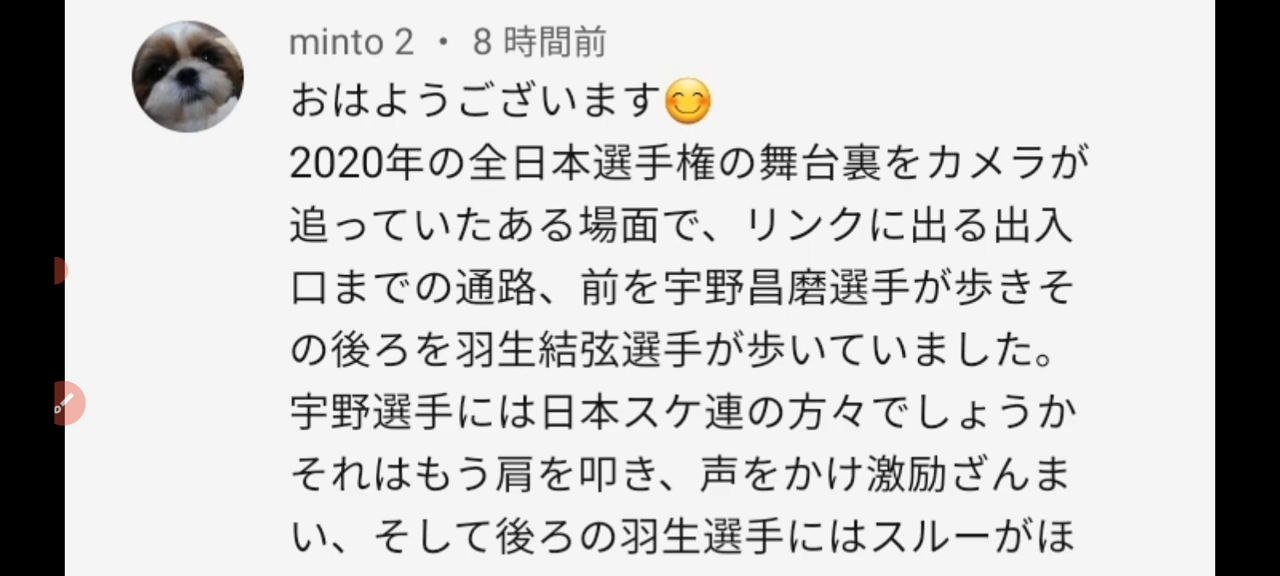 minto 2 ・ 8 時間前
おはようございます😊
2020年の全日本選手権の舞台裏をカメラが
追っていたある場面で、リンクに出る出入
口までの通路、前を宇野昌磨選手が歩きそ
の後ろを羽生結弦選手が歩いていました。
宇野選手には日本スケ連の方々でしょうか
それはもう肩を叩き、声をかけ激励ざんま
い、そして後ろの羽生選手にはスルーがほ